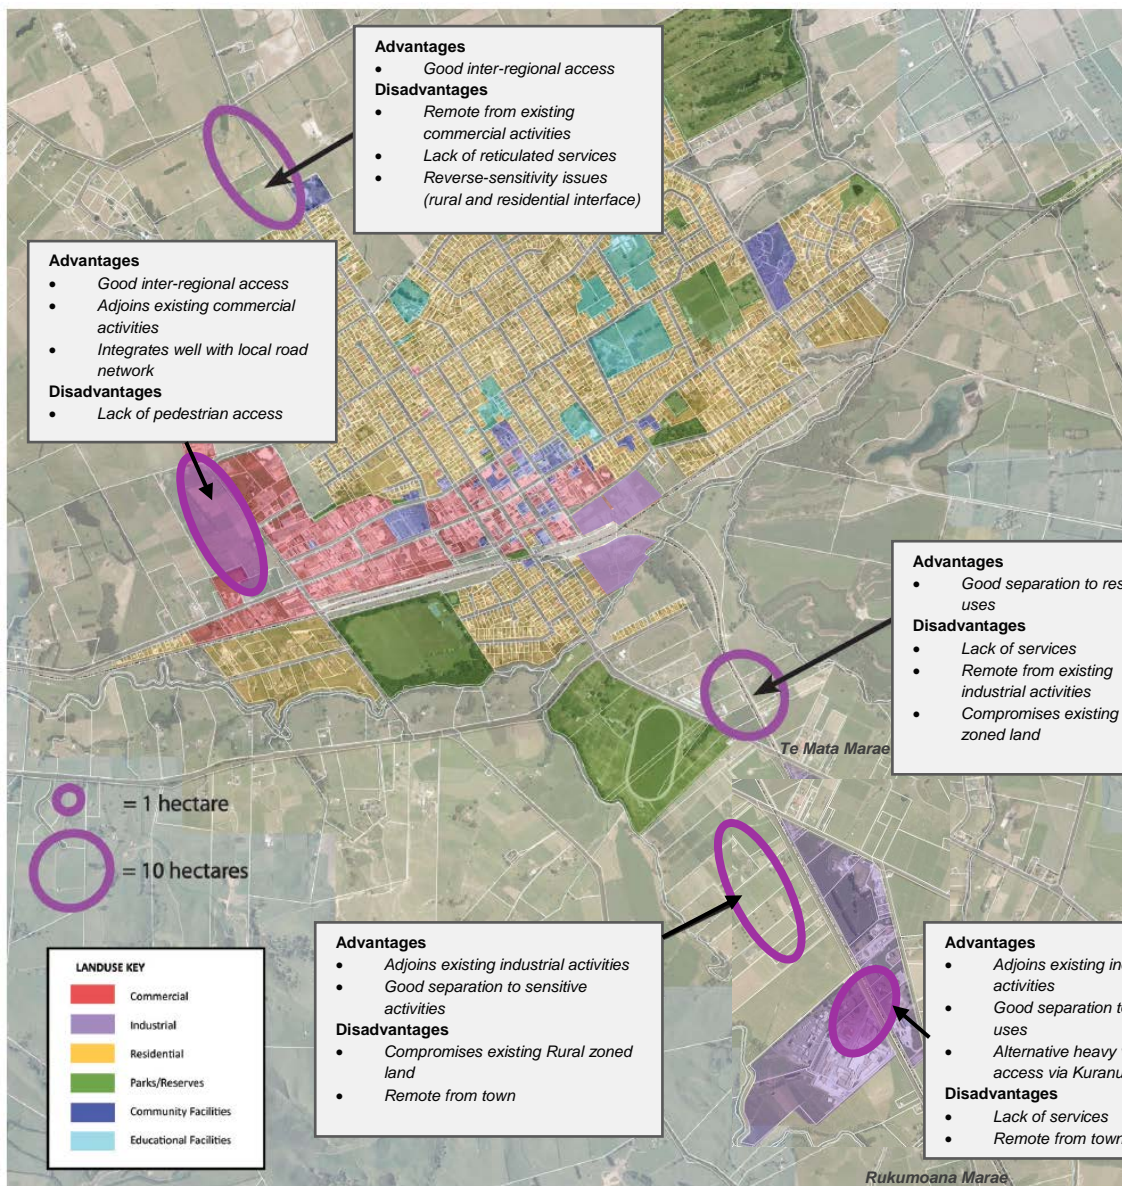 Advantages
• Good inter-regional access
Disadvantages
• Remote from existing
commercial activities
• Lack of reticulated services
• Reverse-sensitivity issues
(rural and residential interface)
Advantages
• Good inter-regional access
• Adjoins existing commercial
activities
• Integrates well with local road
network
Disadvantages
• Lack of pedestrian access
Advantages
• Good separation to res
uses
Disadvantages
• Lack of services
• Remote from existing
industrial activities
• Compromises existing
zoned land
Te Mata Marae
= 1 hectare
= 10 hectares
Advantages
• Adjoins existing industrial activities
• Good separation to sensitive
activities
Disadvantages
• Compromises existing Rural zoned
land
• Remote from town
Advantages
• Adjoins existing ind
activities
• Good separation to
uses
• Alternative heavy
access via Kuranu
Disadvantages
• Lack of services
• Remote from town
LANDUSE KEY
Commercial
Industrial
Residential
Parks/Reserves
Community Facilities
Educational Facilities
Rukumoana Marae